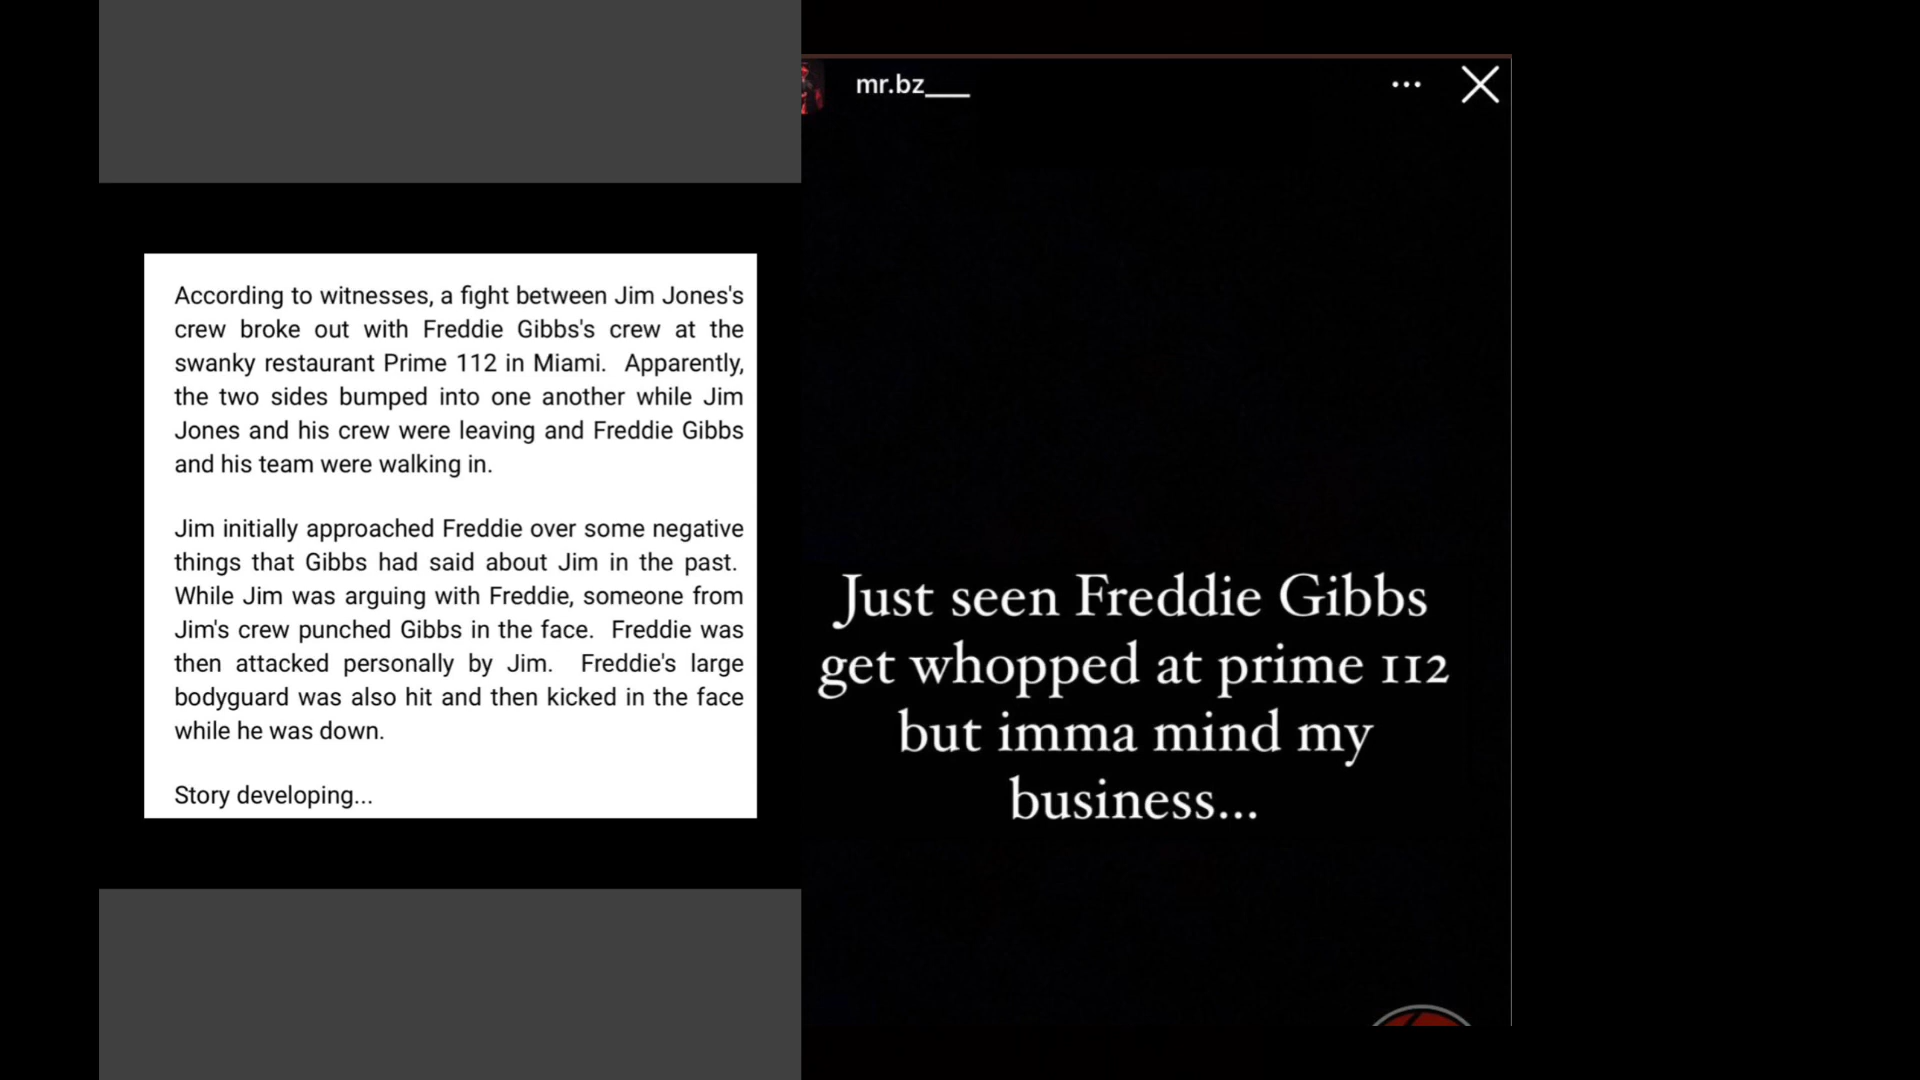 According to witnesses, a fight between Jim Jones's
crew broke out with Freddie Gibbs's crew at the
swanky restaurant Prime 112 in Miami. Apparently,
the two sides bumped into one another while Jim
Jones and his crew were leaving and Freddie Gibbs
and his team were walking in.
Jim initially approached Freddie over some negative
things that Gibbs had said about Jim in the past.
While Jim was arguing with Freddie, someone from
Jim's crew punched Gibbs in the face. Freddie was
then attacked personally by Jim. Freddie's large
bodyguard was also hit and then kicked in the face
while he was down.
Story developing...
mr.bz___
Just seen Freddie Gibbs
get whopped at prime 112
but imma mind my
business...